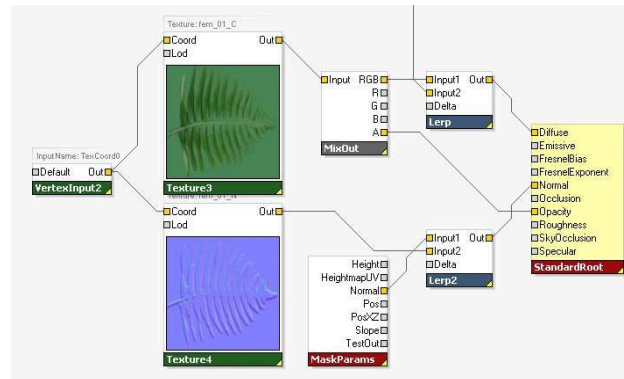 Texture: fern_01_C
Coord Out
Lod
Texture3
InputName: TexCoord0
Default Out
VertexInput2
Texture: fern_01_N
Coord Out
Lod
Texture4
Input RGB
R
G
B
A
MixOut
Input1 Out
Input2
Delta
Lerp
Height
HeightmapUV
Normal
Pos
PosXZ
Slope
TestOut
MaskParams
Input1 Out
Input2
Delta
Lerp2
Diffuse
Emissive
FresnelBias
FresnelExponent
Normal
Occlusion
Opacity
Roughness
SkyOcclusion
Specular
StandardRoot